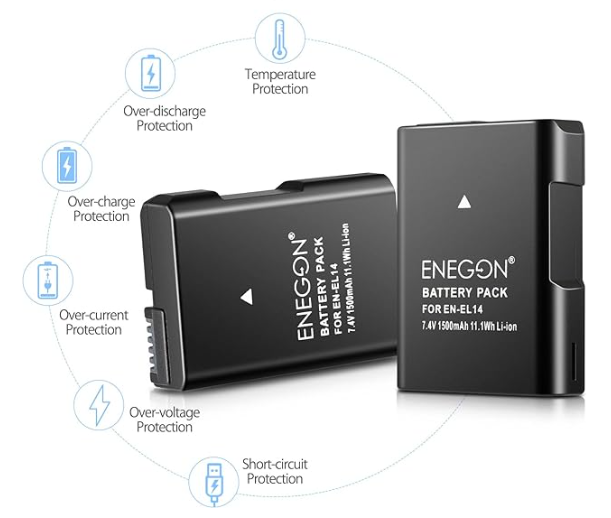 Temperature
Protection
Over-discharge
Protection
Over-charge
Protection
Over-current
Protection
Over-voltage
Protection
Short-circuit
Protection
ENEGON®
BATTERY PACK
FOR EN-EL14
7.4V 1500mAh 11.1Wh Li-ion
ENEGON®
BATTERY PACK
FOR EN-EL14
7.4V 1500mAh 11.1Wh Li-ion